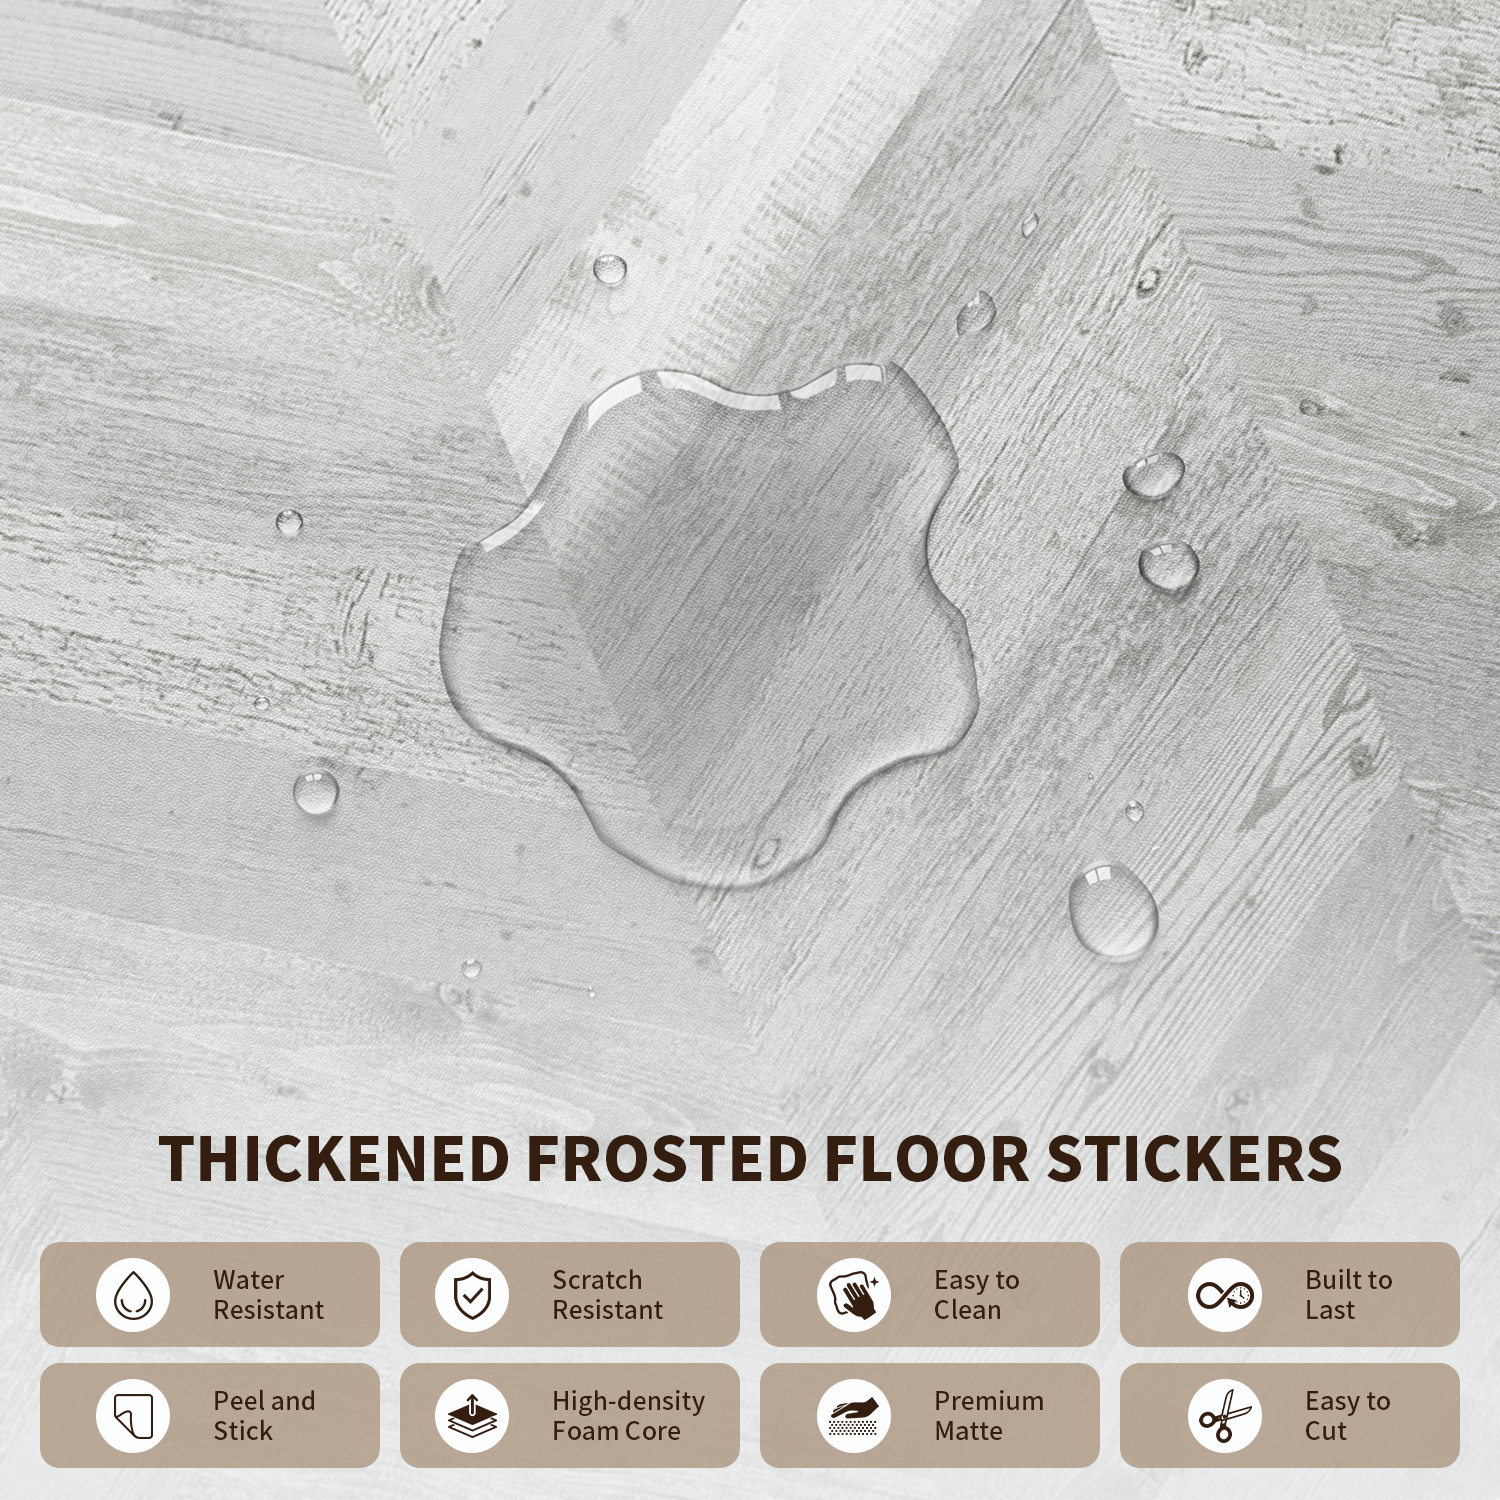 THICKENED FROSTED FLOOR STICKERS
Water
Resistant
Scratch
Resistant
Easy to
Clean
Built to
Last
Peel and
Stick
High-density
Foam Core
Premium
Matte
Easy to
Cut